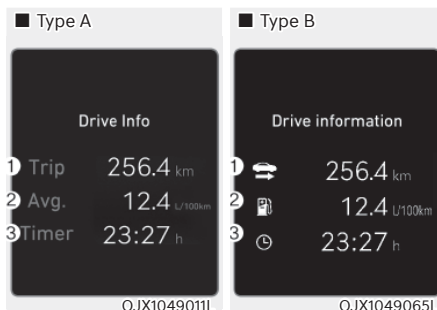 ■ Type A
Drive Info
1 Trip 256.4 km
2 Avg. 12.4 L/100km
3 Timer 23:27 h
OJX1049011L
■ Type B
Drive information
1 256.4 km
2 12.4 L/100km
3 23:27 h
OJX1049065L